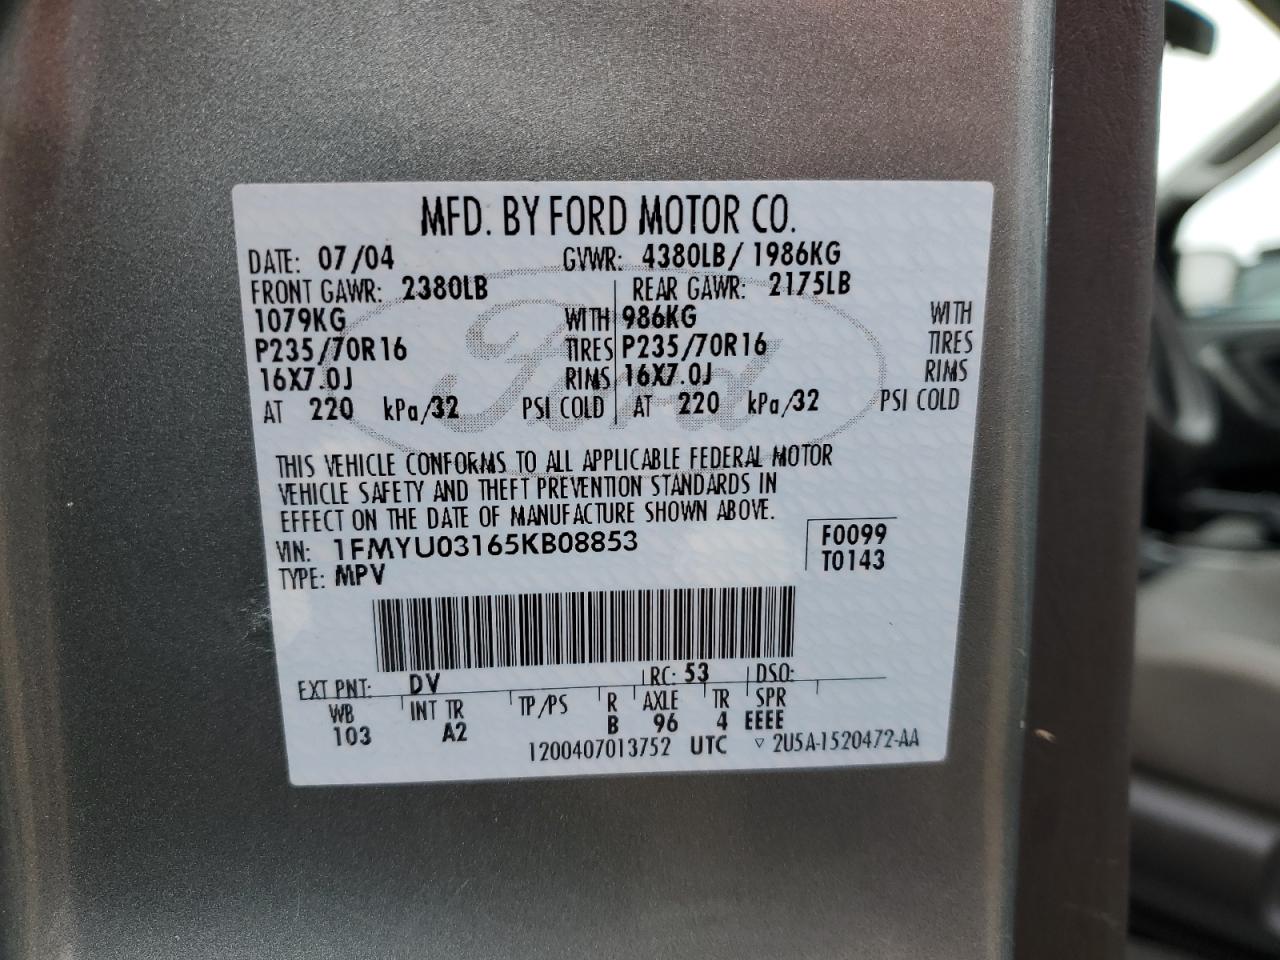 MFD. BY FORD MOTOR CO.
DATE: 07/04 GVWR: 4380LB/ 1986KG
FRONT GAWR: 2380LB REAR GAWR: 2175LB
1079KG WITH 986KG WITH
P235/70R16 TIRES P235/70R16 TIRES
16X7.0J RIMS 16X7.0J RIMS
AT 220 kPa/32 PSI COLD AT 220 kPa/32 PSI COLD
Ford
THIS VEHICLE CONFORMS TO ALL APPLICABLE FEDERAL MOTOR
VEHICLE SAFETY AND THEFT PREVENTION STANDARDS IN
EFFECT ON THE DATE OF MANUFACTURE SHOWN ABOVE.
VIN: 1FMYU03165KB08853 F0099
TYPE: MPV T0143
EXT PNT: DV RC: 53 DSO:
WB INT TR TP/PS R AXLE TR SPR
103 A2 B 96 4 EEEE
1200407013752 UTC ▽ 2U5A-1520472-AA